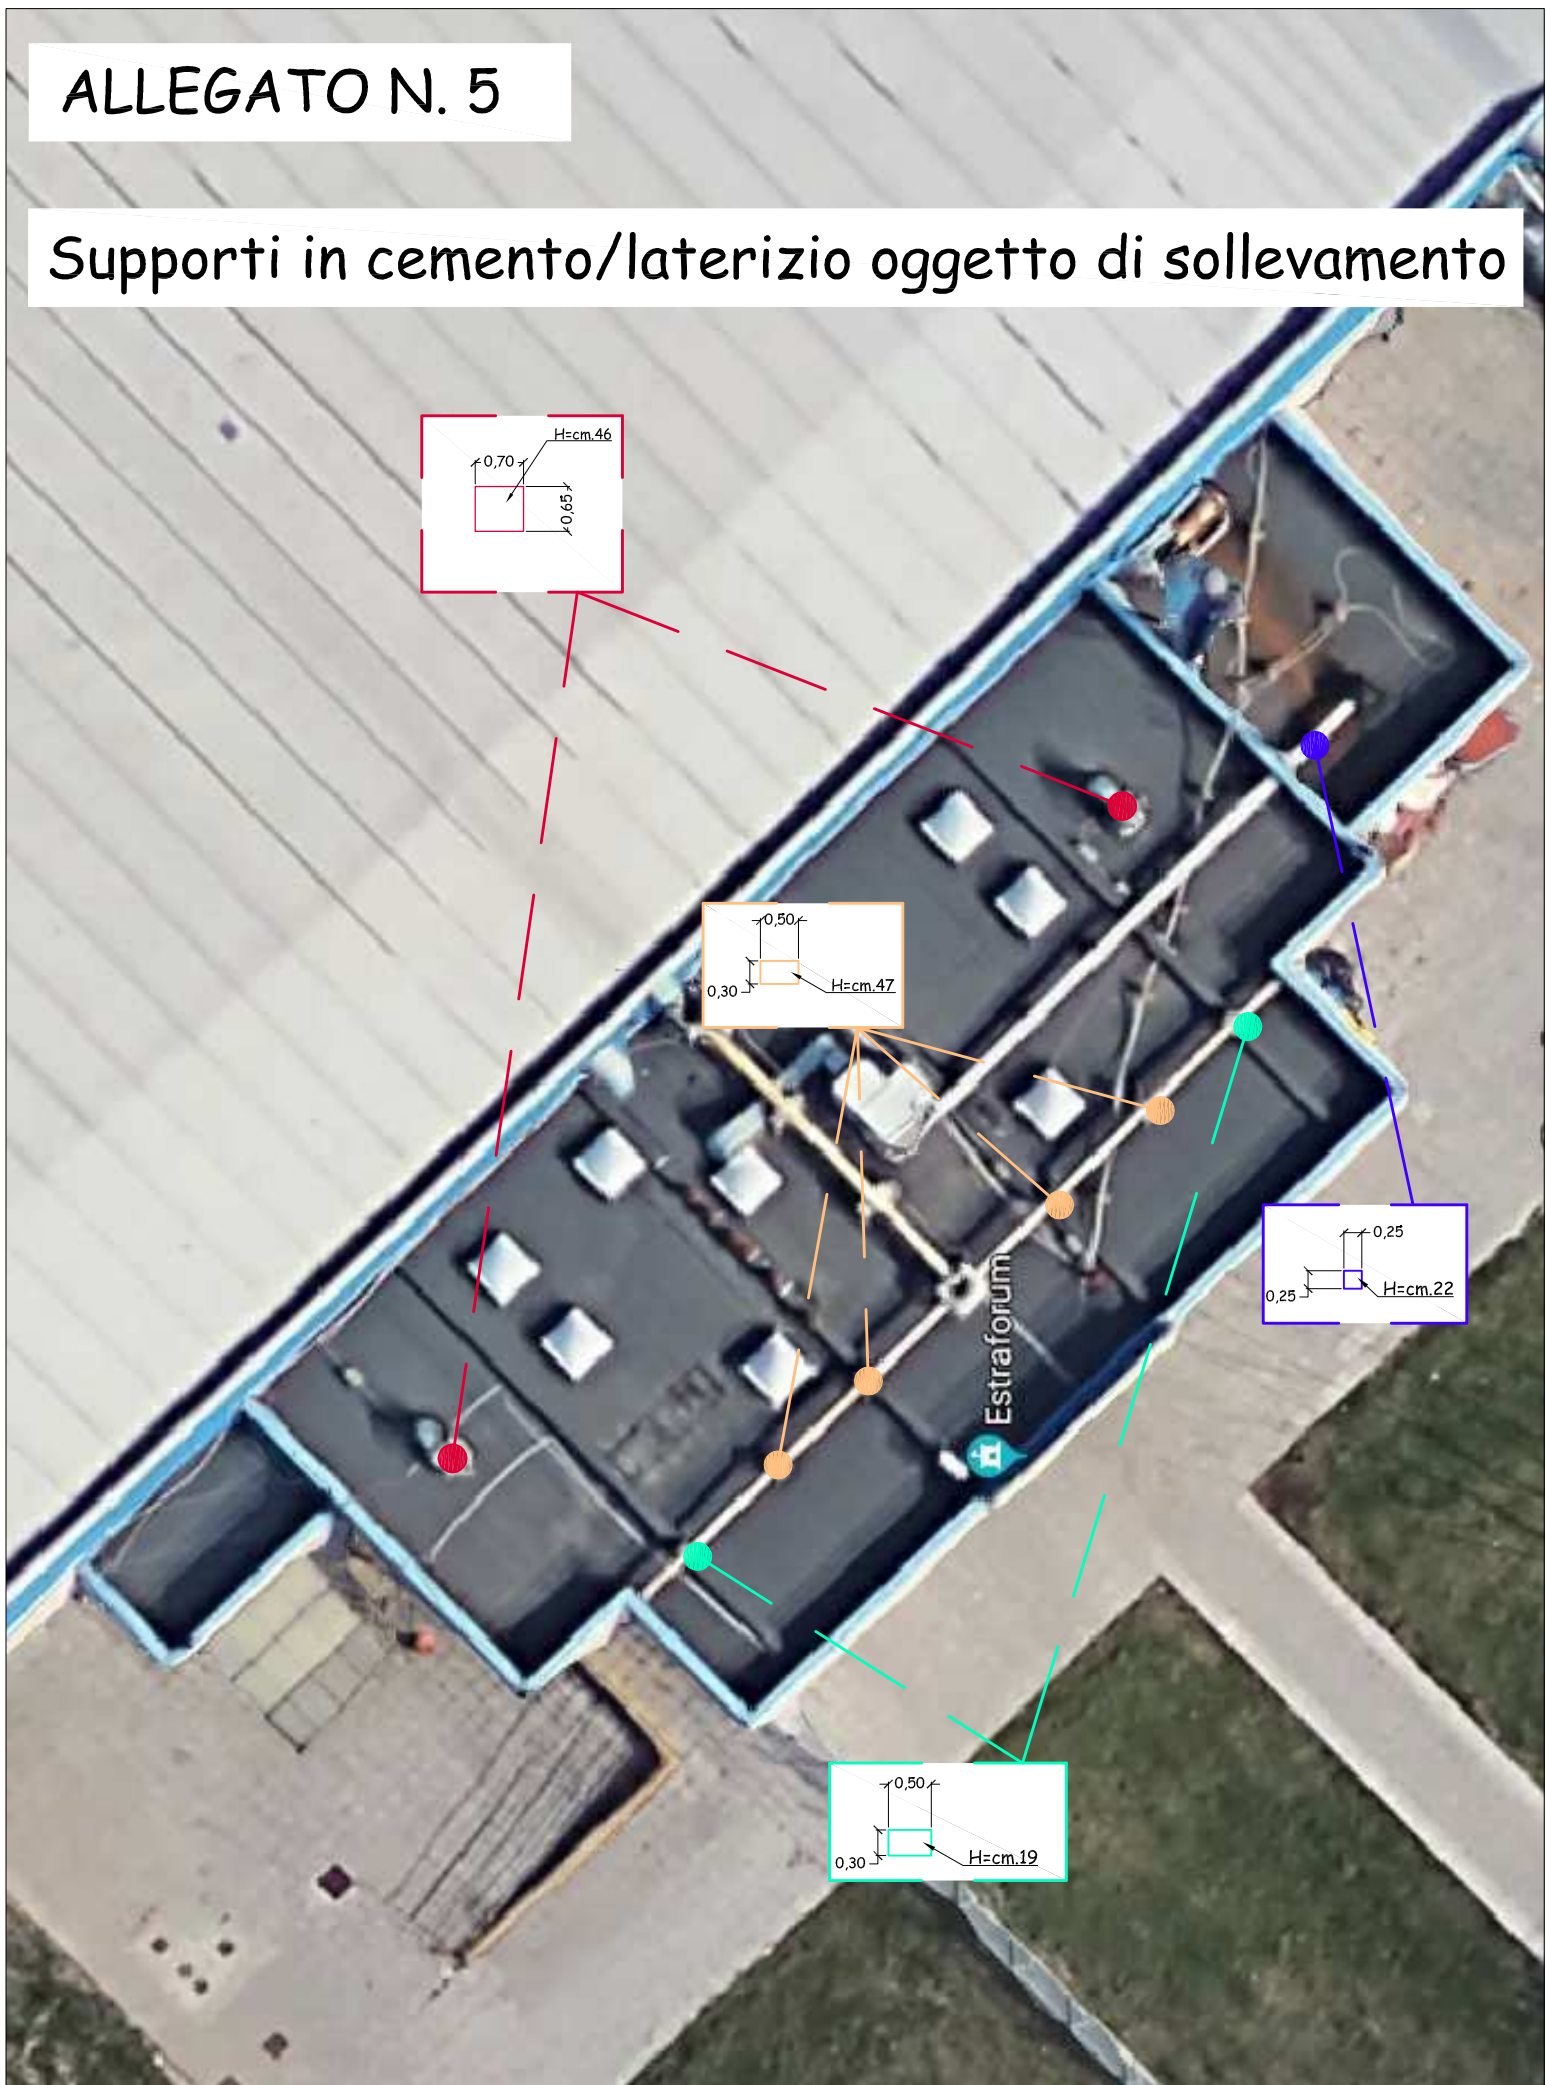 ALLEGATO N. 5
Supporti in cemento/laterizio oggetto di sollevamento
H=cm.46
0,70
0,65
0,50
0,30
H=cm.47
Estraforum
0,25
0,25
H=cm.22
0,50
0,30
H=cm.19